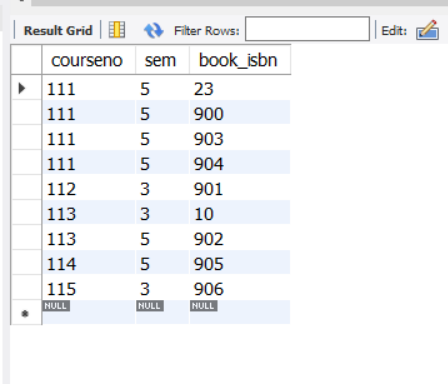 Result Grid Filter Rows: Edit:
courseno sem book_isbn
111 5 23
111 5 900
111 5 903
111 5 904
112 3 901
113 3 10
113 5 902
114 5 905
115 3 906
NULL NULL NULL